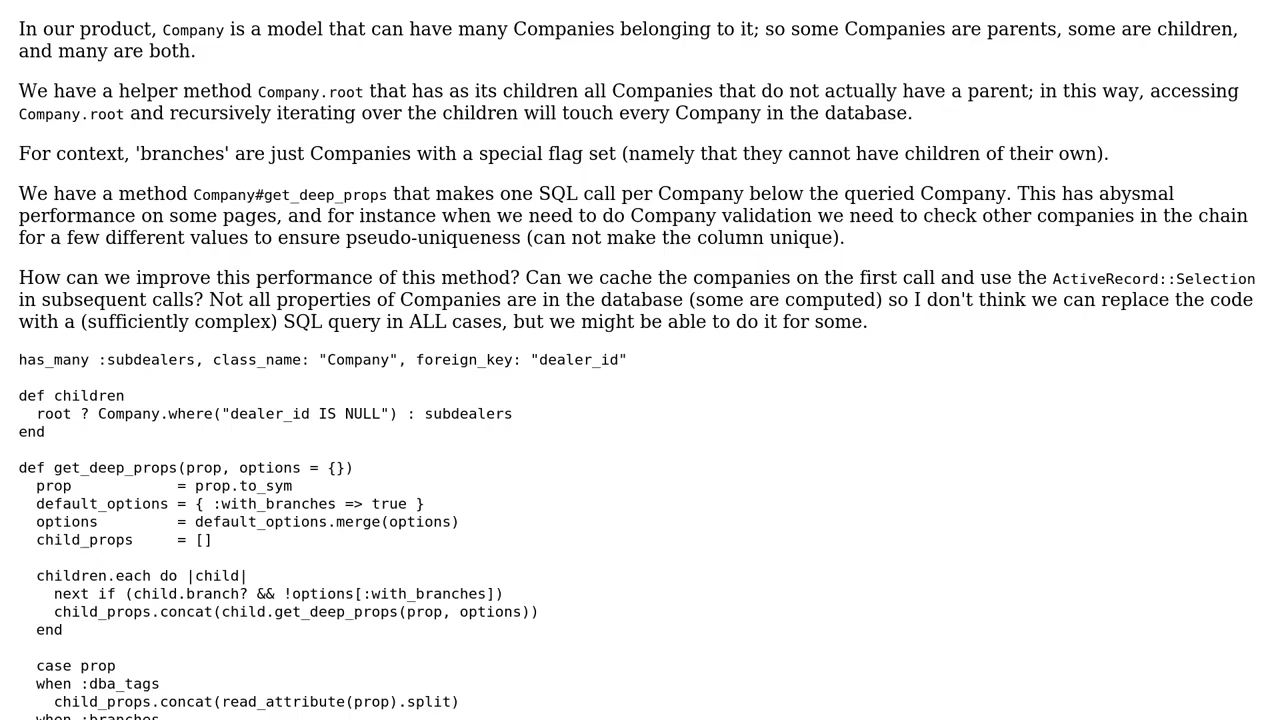 In our product, Company is a model that can have many Companies belonging to it; so some Companies are parents, some are children,
and many are both.
We have a helper method Company.root that has as its children all Companies that do not actually have a parent; in this way, accessing
Company.root and recursively iterating over the children will touch every Company in the database.
For context, 'branches' are just Companies with a special flag set (namely that they cannot have children of their own).
We have a method Company#get_deep_props that makes one SQL call per Company below the queried Company. This has abysmal
performance on some pages, and for instance when we need to do Company validation we need to check other companies in the chain
for a few different values to ensure pseudo-uniqueness (can not make the column unique).
How can we improve this performance of this method? Can we cache the companies on the first call and use the ActiveRecord::Selection
in subsequent calls? Not all properties of Companies are in the database (some are computed) so I don't think we can replace the code
with a (sufficiently complex) SQL query in ALL cases, but we might be able to do it for some.
has_many :subdealers, class_name: "Company", foreign_key: "dealer_id"
def children
  root ? Company.where("dealer_id IS NULL") : subdealers
end
def get_deep_props(prop, options = {})
  prop            = prop.to_sym
  default_options = { :with_branches => true }
  options         = default_options.merge(options)
  child_props     = []
  children.each do |child|
    next if (child.branch? && !options[:with_branches])
    child_props.concat(child.get_deep_props(prop, options))
  end
  case prop
  when :dba_tags
    child_props.concat(read_attribute(prop).split)
  when :branches